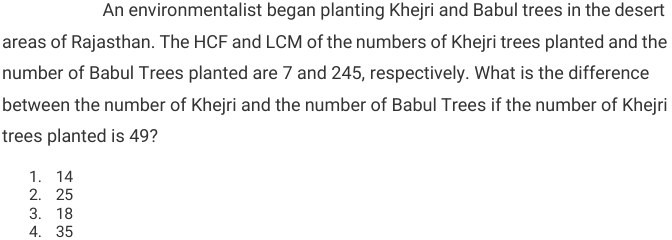 An environmentalist began planting Khejri and Babul trees in the desert
areas of Rajasthan. The HCF and LCM of the numbers of Khejri trees planted and the
number of Babul Trees planted are 7 and 245, respectively. What is the difference
between the number of Khejri and the number of Babul Trees if the number of Khejri
trees planted is 49?
1. 14
2. 25
3. 18
4. 35